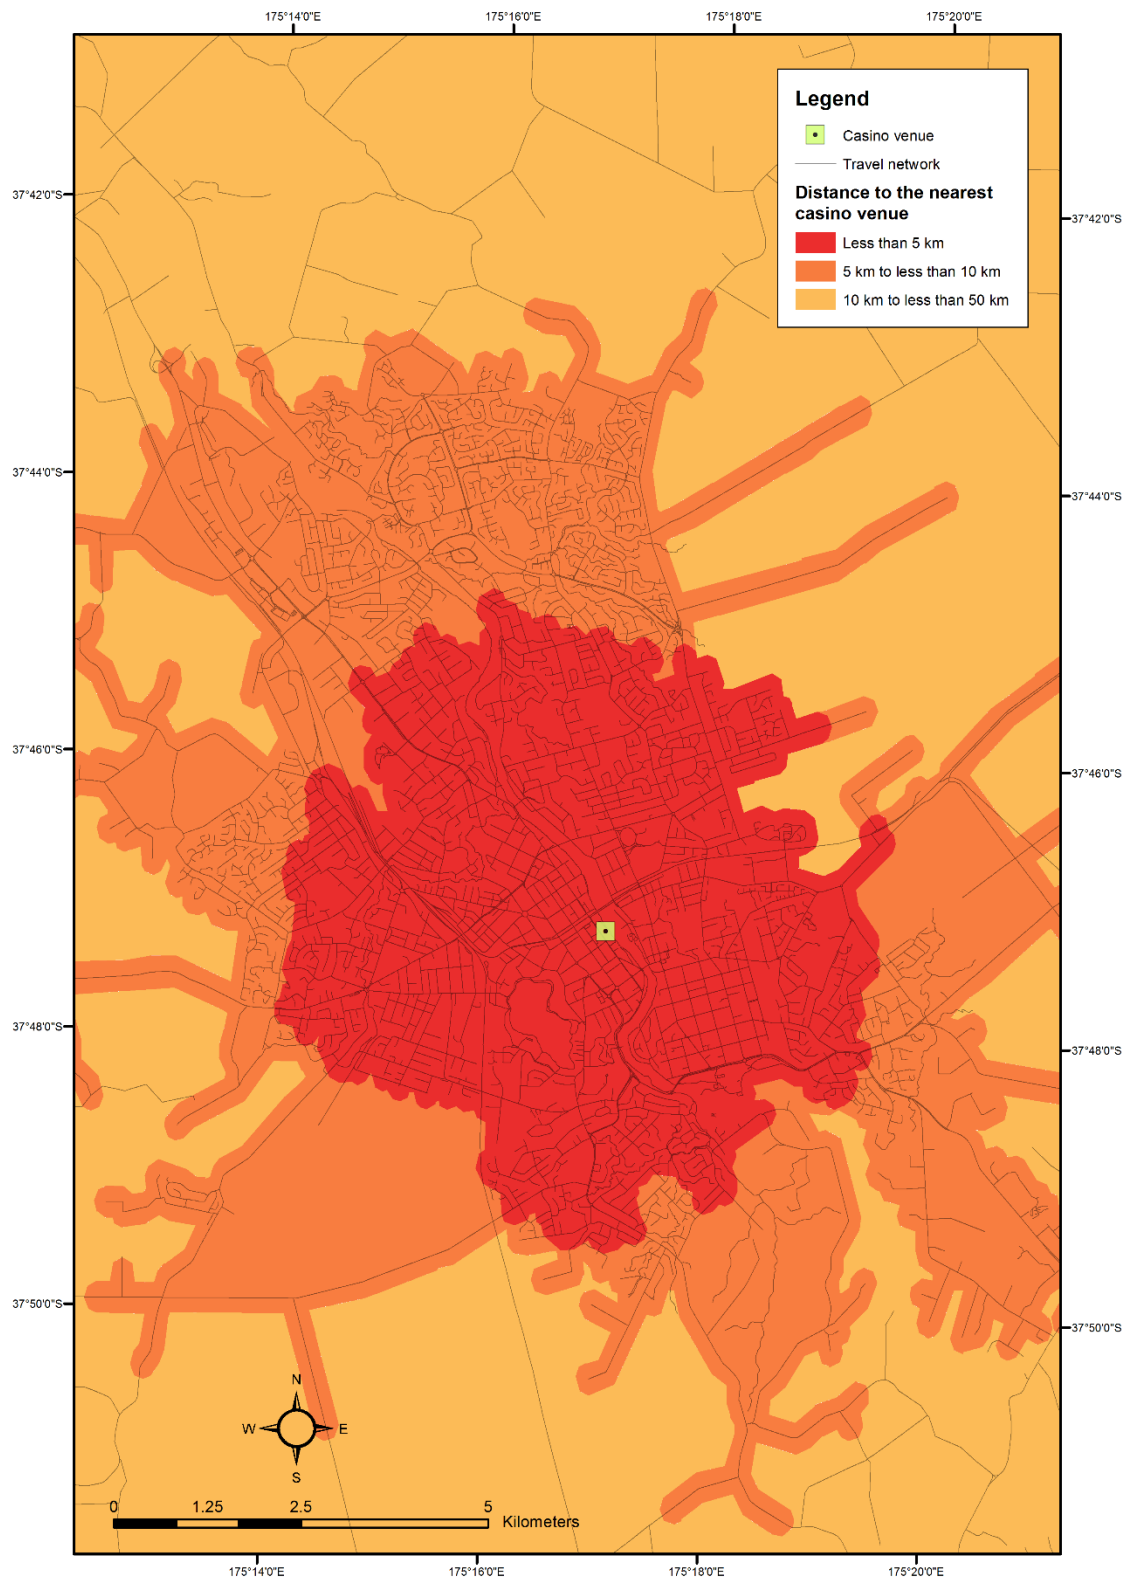 175°14'0"E 175°16'0"E 175°18'0"E 175°20'0"E
Legend
Casino venue
Travel network
Distance to the nearest
casino venue
Less than 5 km
5 km to less than 10 km
10 km to less than 50 km
37°42'0"S
37°42'0"S
37°44'0"S
37°44'0"S
37°46'0"S
37°46'0"S
37°48'0"S
37°48'0"S
37°50'0"S
37°50'0"S
N
W E
S
0 1.25 2.5 5
Kilometers
175°14'0"E 175°16'0"E 175°18'0"E 175°20'0"E